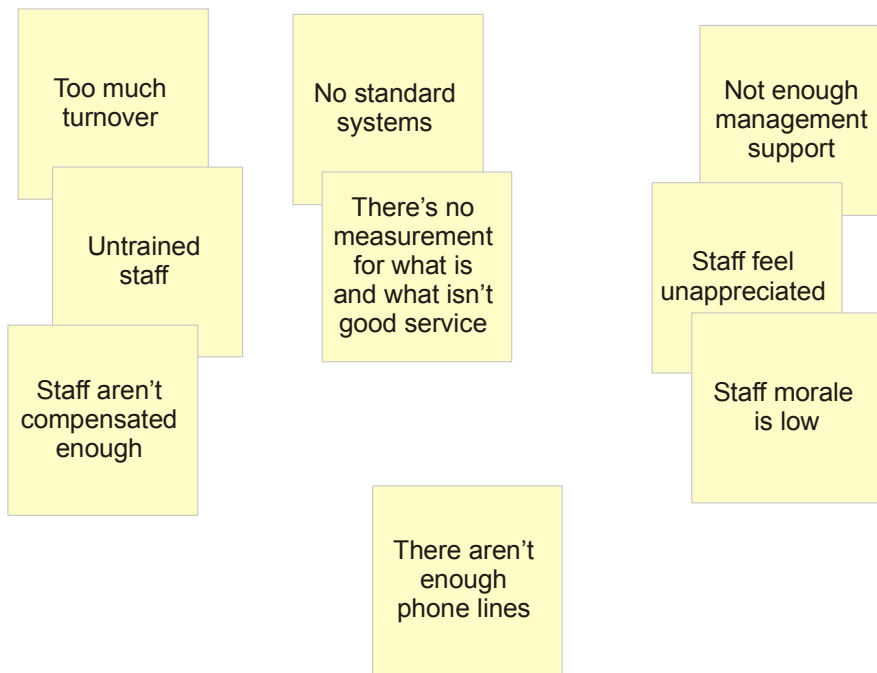 Too much
turnover
Untrained
staff
Staff aren’t
compensated
enough
No standard
systems
There’s no
measurement
for what is
and what isn’t
good service
There aren’t
enough
phone lines
Not enough
management
support
Staff feel
unappreciated
Staff morale
is low